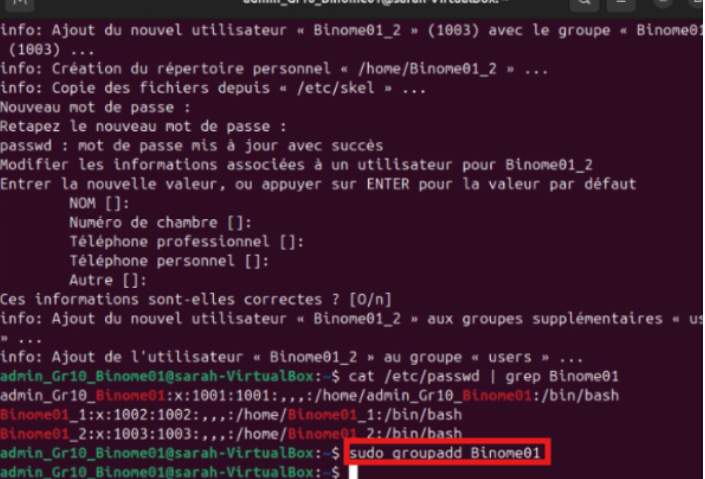 admin_Gr10_Binome01@sarah-VirtualBox: ~
info: Ajout du nouvel utilisateur « Binome01_2 » (1003) avec le groupe « Binome01
(1003) ...
info: Création du répertoire personnel « /home/Binome01_2 » ...
info: Copie des fichiers depuis « /etc/skel » ...
Nouveau mot de passe :
Retapez le nouveau mot de passe :
passwd : mot de passe mis à jour avec succès
Modifier les informations associées à un utilisateur pour Binome01_2
Entrer la nouvelle valeur, ou appuyer sur ENTER pour la valeur par défaut
NOM []:
Numéro de chambre []:
Téléphone professionnel []:
Téléphone personnel []:
Autre []:
Ces informations sont-elles correctes ? [O/n]
info: Ajout du nouvel utilisateur « Binome01_2 » aux groupes supplémentaires « us
» ...
info: Ajout de l'utilisateur « Binome01_2 » au groupe « users » ...
admin_Gr10_Binome01@sarah-VirtualBox:~$ cat /etc/passwd | grep Binome01
admin_Gr10_Binome01:x:1001:1001:,,,:/home/admin_Gr10_Binome01:/bin/bash
Binome01_1:x:1002:1002:,,,:/home/Binome01_1:/bin/bash
Binome01_2:x:1003:1003:,,,:/home/Binome01_2:/bin/bash
admin_Gr10_Binome01@sarah-VirtualBox:~$ sudo groupadd Binome01
admin_Gr10_Binome01@sarah-VirtualBox:~$